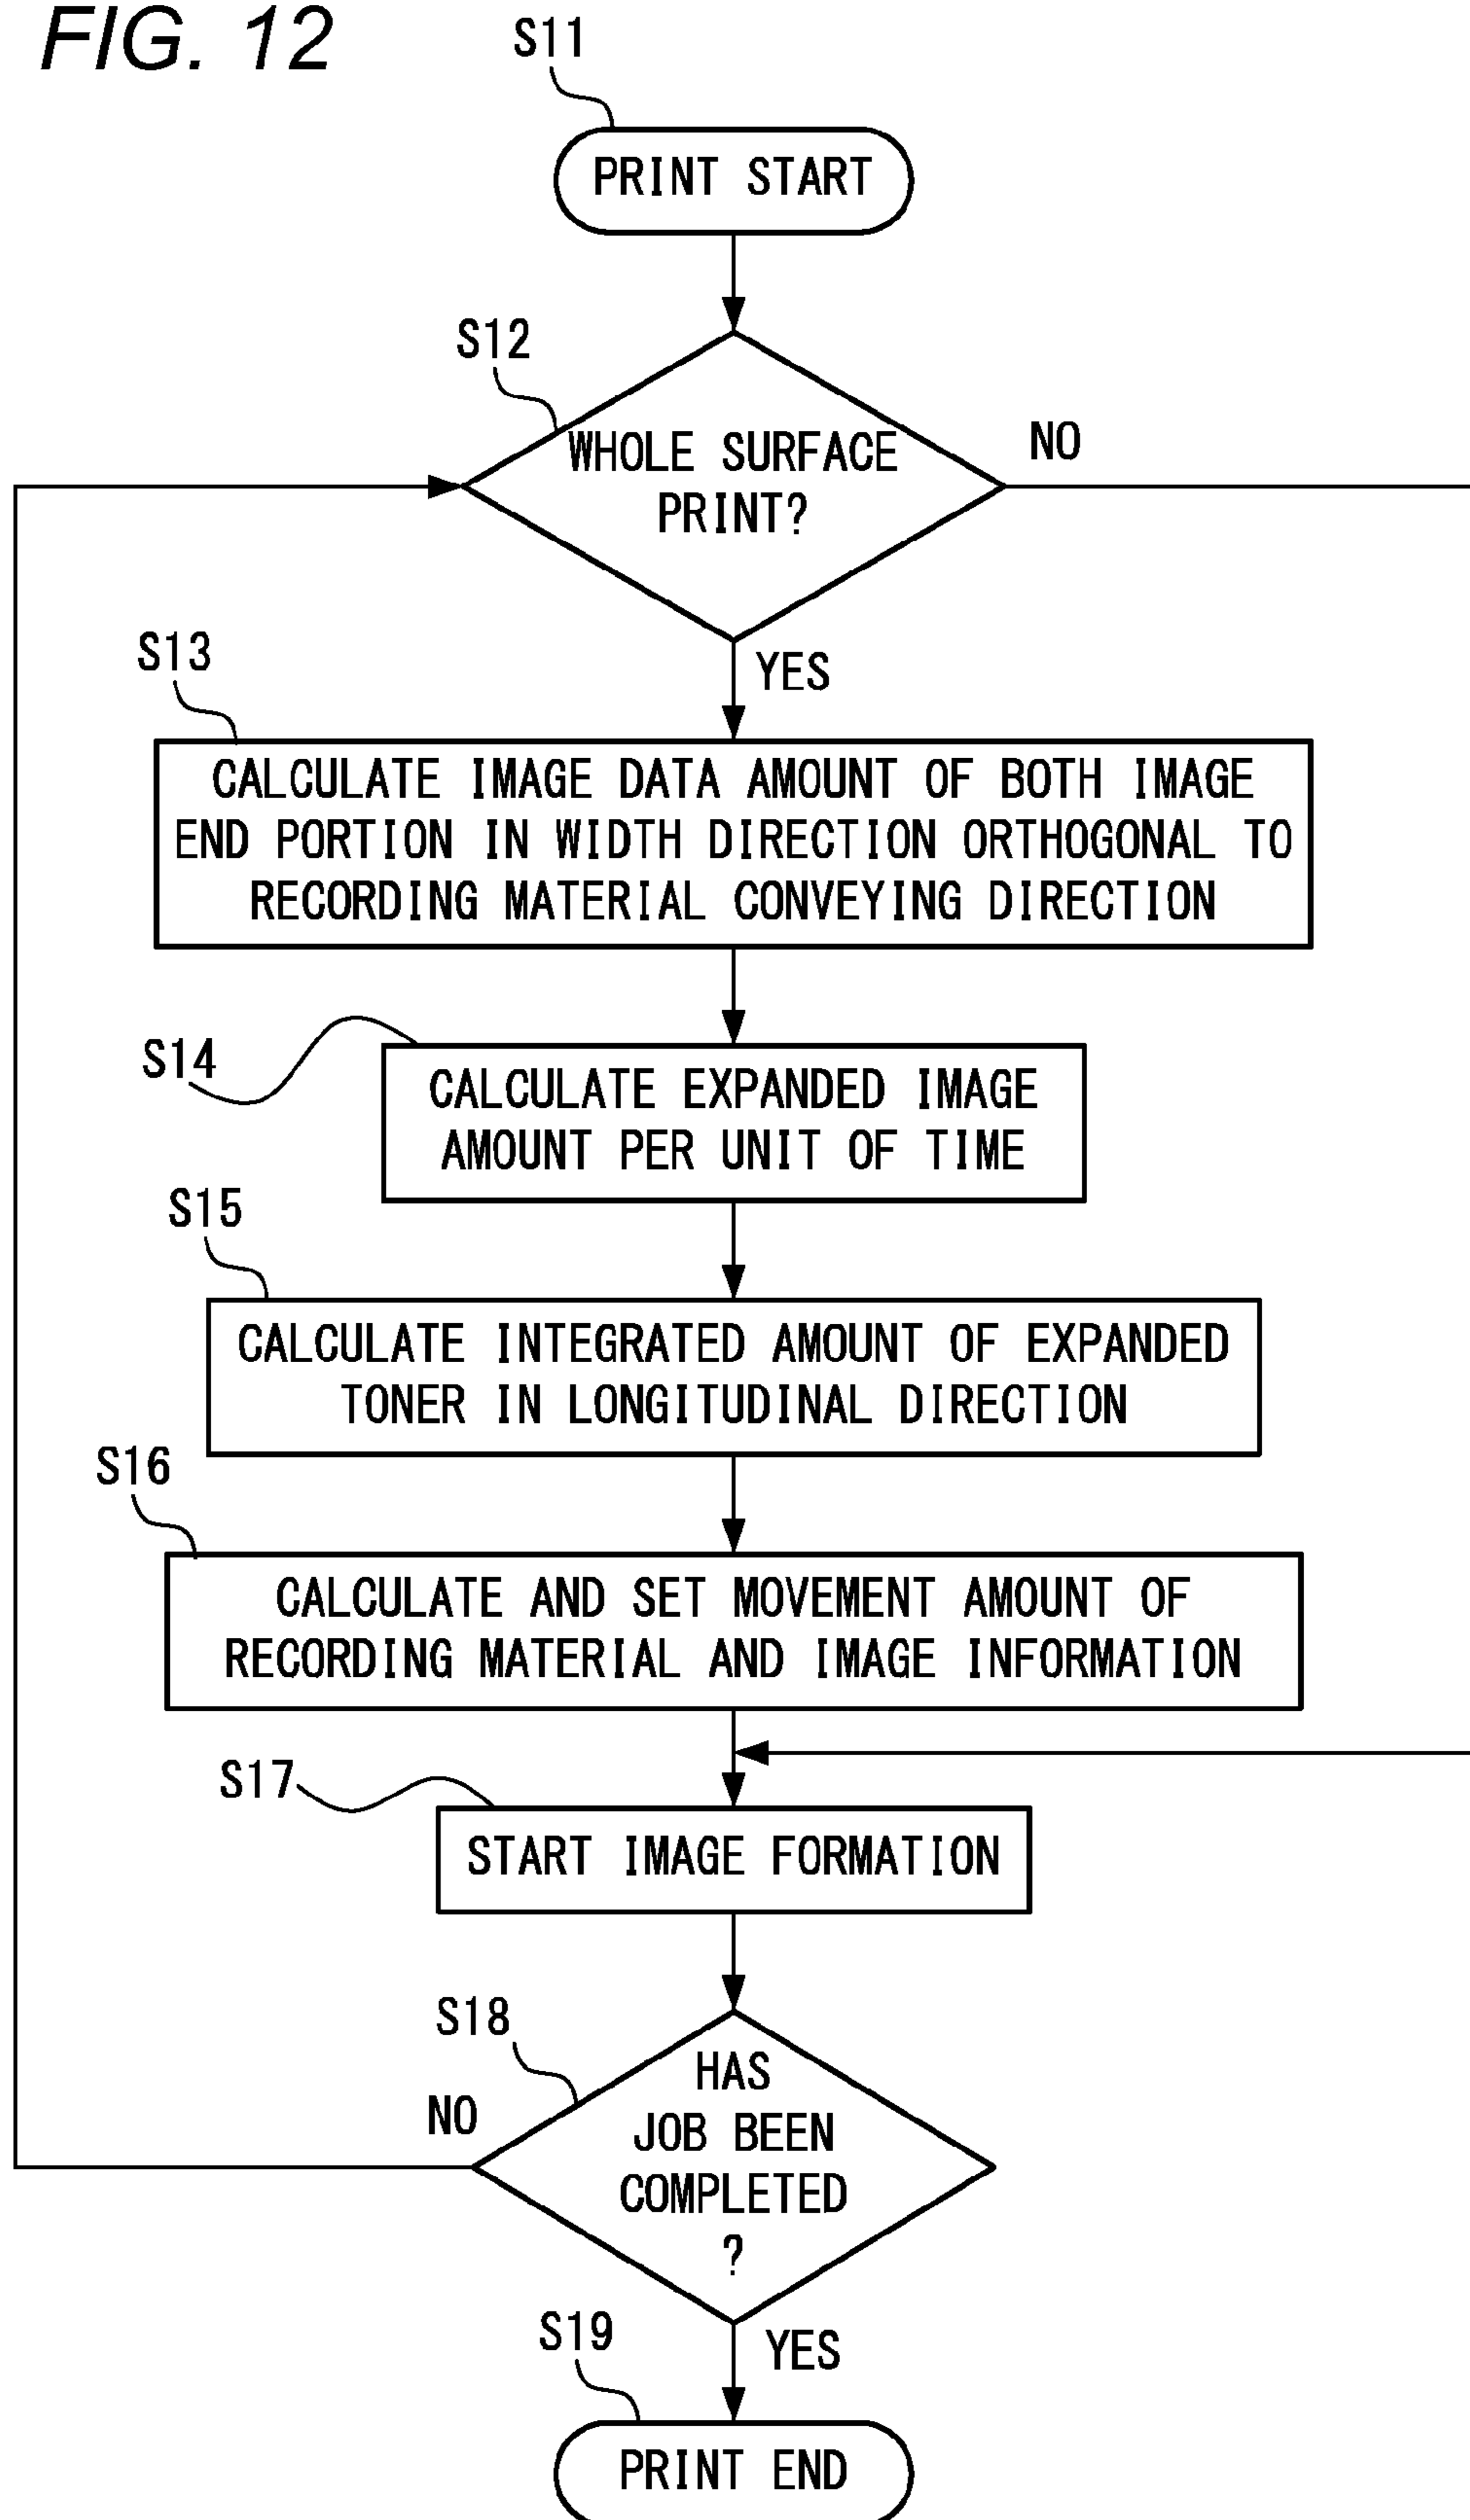 FIG. 12
S11
PRINT START
S12
WHOLE SURFACE
PRINT?
NO
YES
S13
CALCULATE IMAGE DATA AMOUNT OF BOTH IMAGE
END PORTION IN WIDTH DIRECTION ORTHOGONAL TO
RECORDING MATERIAL CONVEYING DIRECTION
S14
CALCULATE EXPANDED IMAGE
AMOUNT PER UNIT OF TIME
S15
CALCULATE INTEGRATED AMOUNT OF EXPANDED
TONER IN LONGITUDINAL DIRECTION
S16
CALCULATE AND SET MOVEMENT AMOUNT OF
RECORDING MATERIAL AND IMAGE INFORMATION
S17
START IMAGE FORMATION
S18
HAS
JOB BEEN
COMPLETED
?
NO
YES
S19
PRINT END